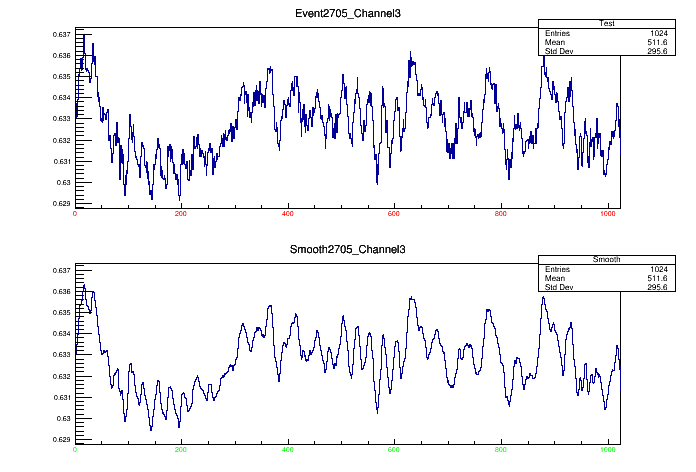 Event2705_Channel3
Test
Entries 1024
Mean 511.6
Std Dev 295.6
0.637
0.636
0.635
0.634
0.633
0.632
0.631
0.63
0.629
0 200 400 600 800 1000
Smooth2705_Channel3
Smooth
Entries 1024
Mean 511.6
Std Dev 295.6
0.637
0.636
0.635
0.634
0.633
0.632
0.631
0.63
0.629
0 200 400 600 800 1000